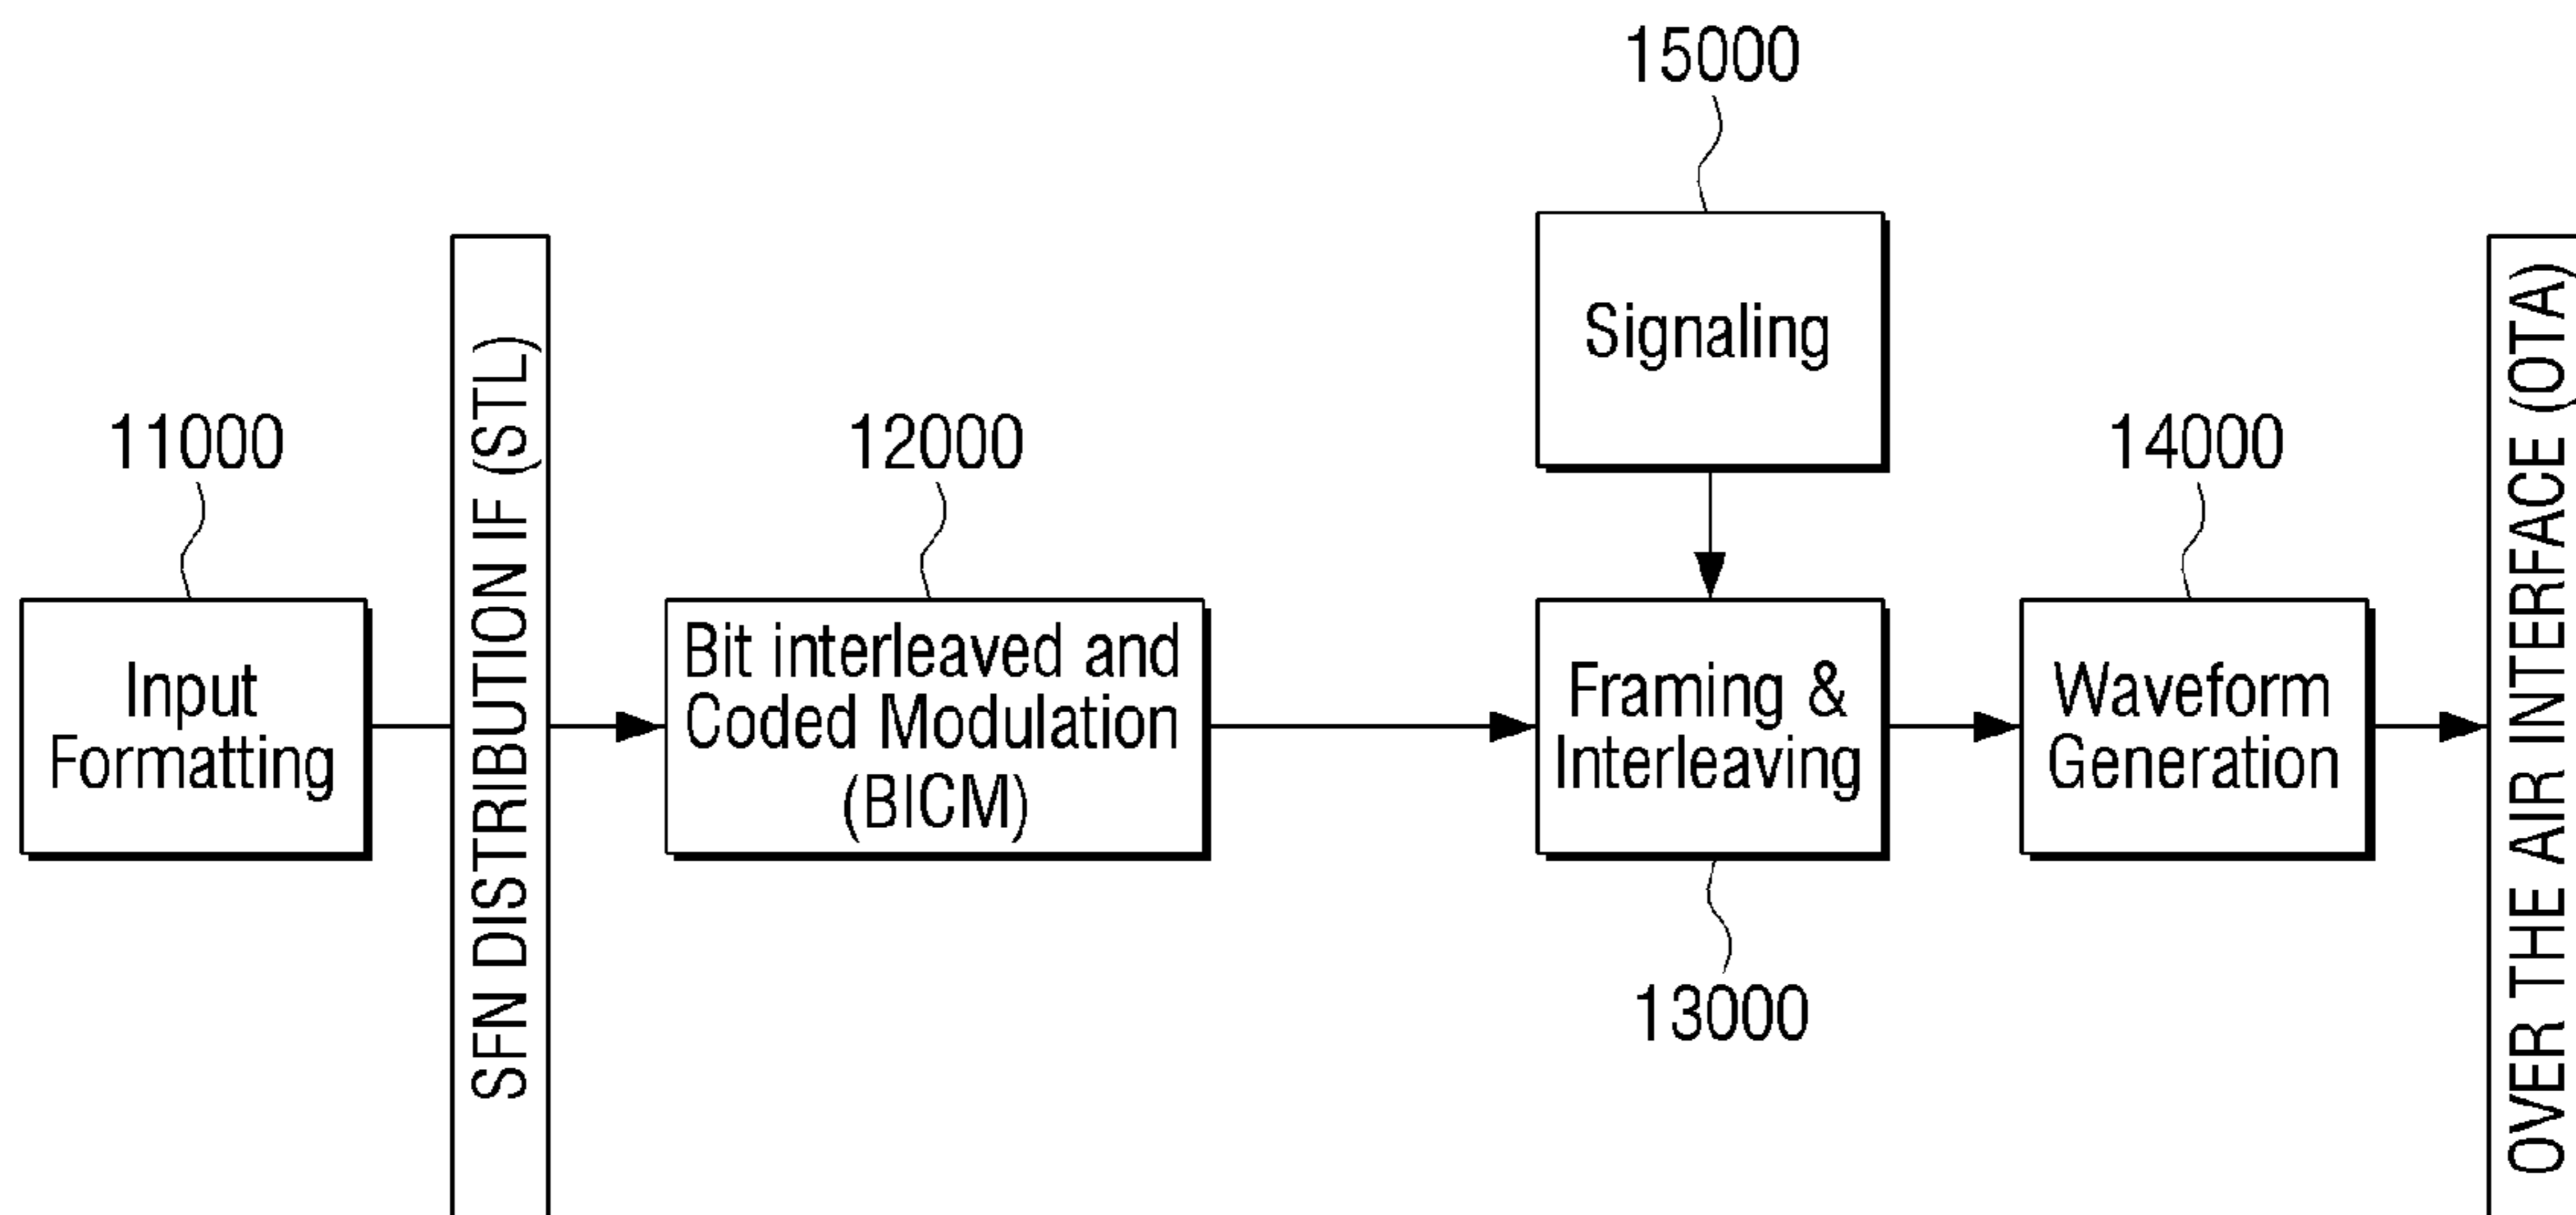 15000
Signaling
11000
12000
14000
Input
Formatting
SFN DISTRIBUTION IF (STL)
Bit interleaved and
Coded Modulation
(BICM)
Framing &
Interleaving
Waveform
Generation
OVER THE AIR INTERFACE (OTA)
13000